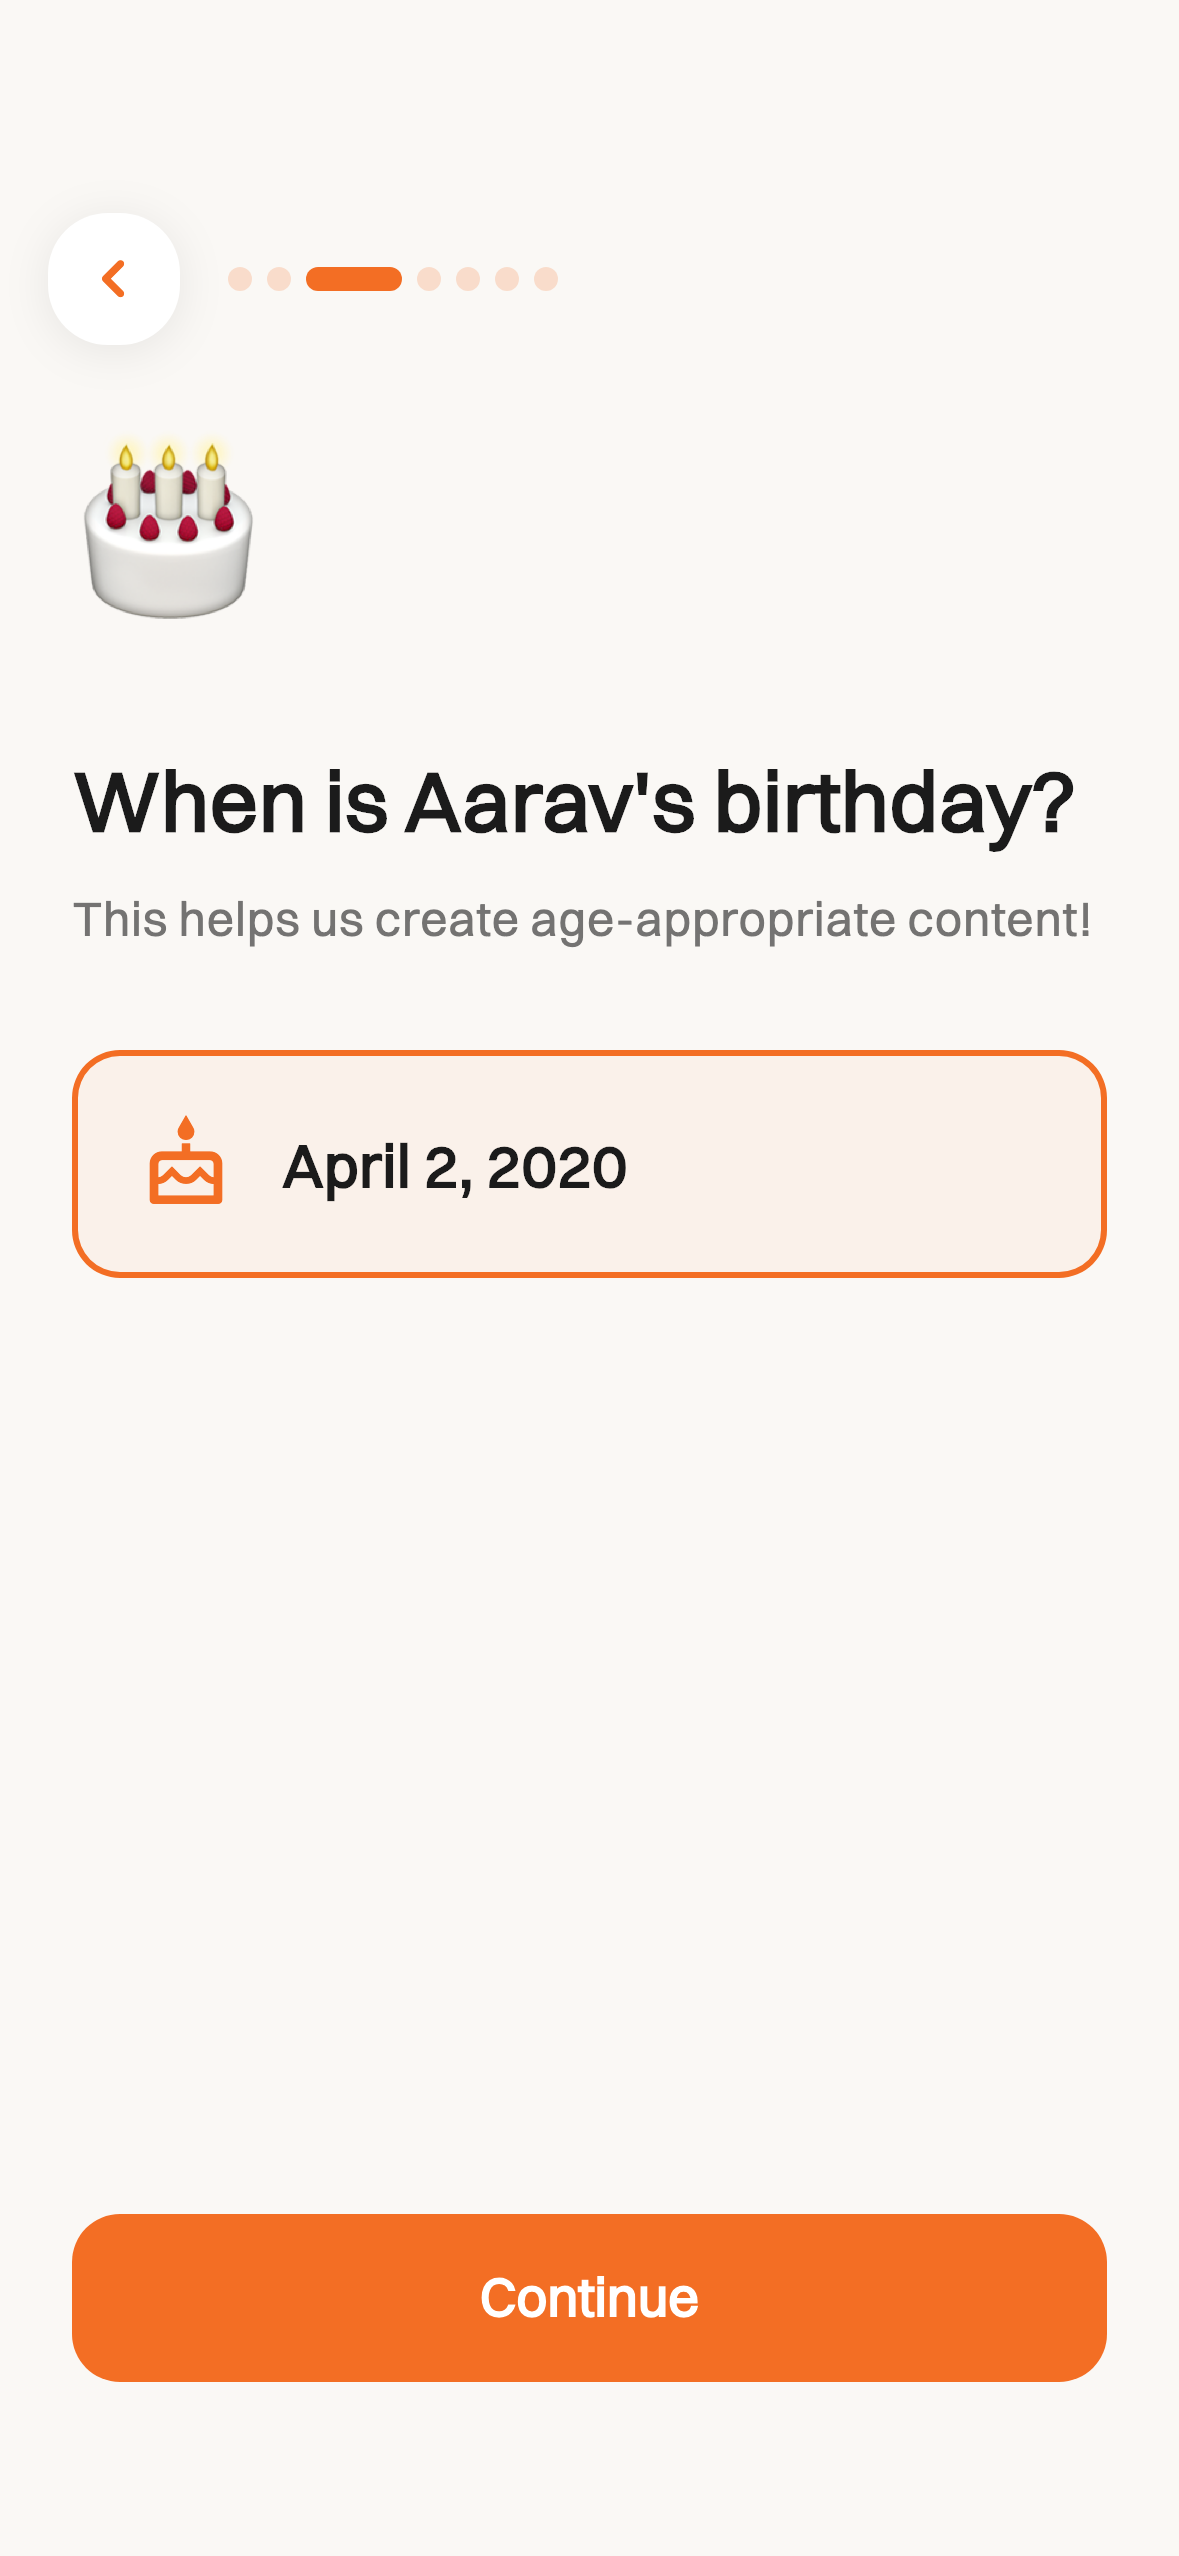 When is Aarav's birthday?
This helps us create age-appropriate content!
April 2, 2020
Continue